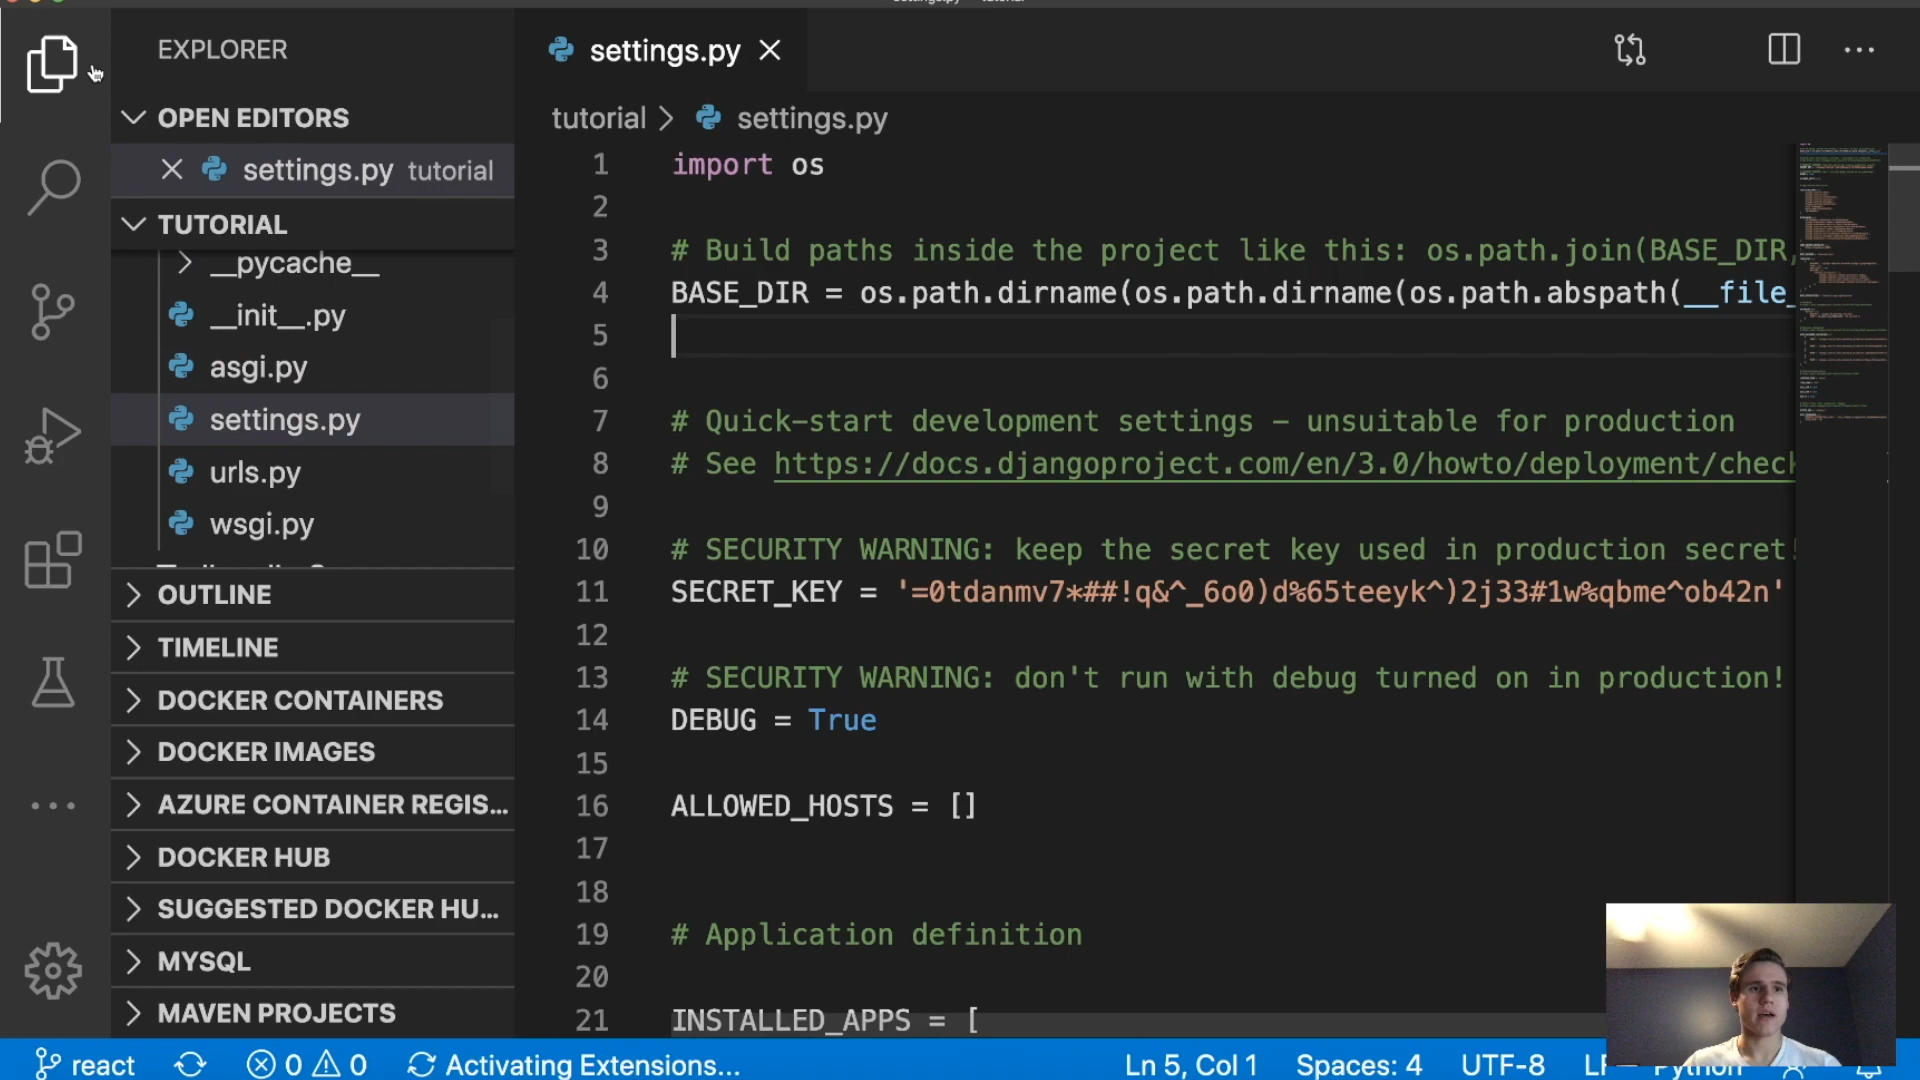 EXPLORER
OPEN EDITORS
settings.py tutorial
TUTORIAL
__pycache__
__init__.py
asgi.py
settings.py
urls.py
wsgi.py
OUTLINE
TIMELINE
DOCKER CONTAINERS
DOCKER IMAGES
AZURE CONTAINER REGIS...
DOCKER HUB
SUGGESTED DOCKER HU...
MYSQL
MAVEN PROJECTS
settings.py
tutorial > settings.py
1 import os
2
3 # Build paths inside the project like this: os.path.join(BASE_DIR,
4 BASE_DIR = os.path.dirname(os.path.dirname(os.path.abspath(__file_
5
6
7 # Quick-start development settings - unsuitable for production
8 # See https://docs.djangoproject.com/en/3.0/howto/deployment/check
9
10 # SECURITY WARNING: keep the secret key used in production secret!
11 SECRET_KEY = '=0tdanmv7*##!q&^_6o0)d%65teeyk^)2j33#1w%qbme^ob42n'
12
13 # SECURITY WARNING: don't run with debug turned on in production!
14 DEBUG = True
15
16 ALLOWED_HOSTS = []
17
18
19 # Application definition
20
21 INSTALLED_APPS = [
react 0 0 Activating Extensions... Ln 5, Col 1 Spaces: 4 UTF-8 LF Python